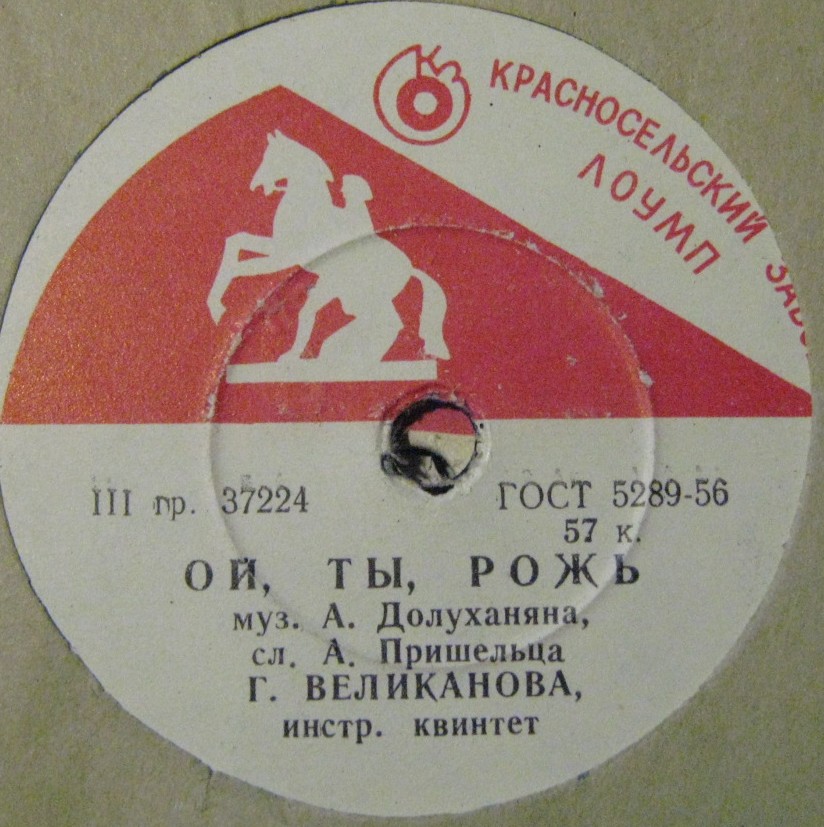 КРАСНОСЕЛЬСКИЙ
ЛОУМП
III гр. 37224
ГОСТ 5289-56
57 к.
ОЙ, ТЫ, РОЖЬ
муз. А. Долуханяна,
сл. А. Пришельца
Г. ВЕЛИКАНОВА,
инстр. квинтет